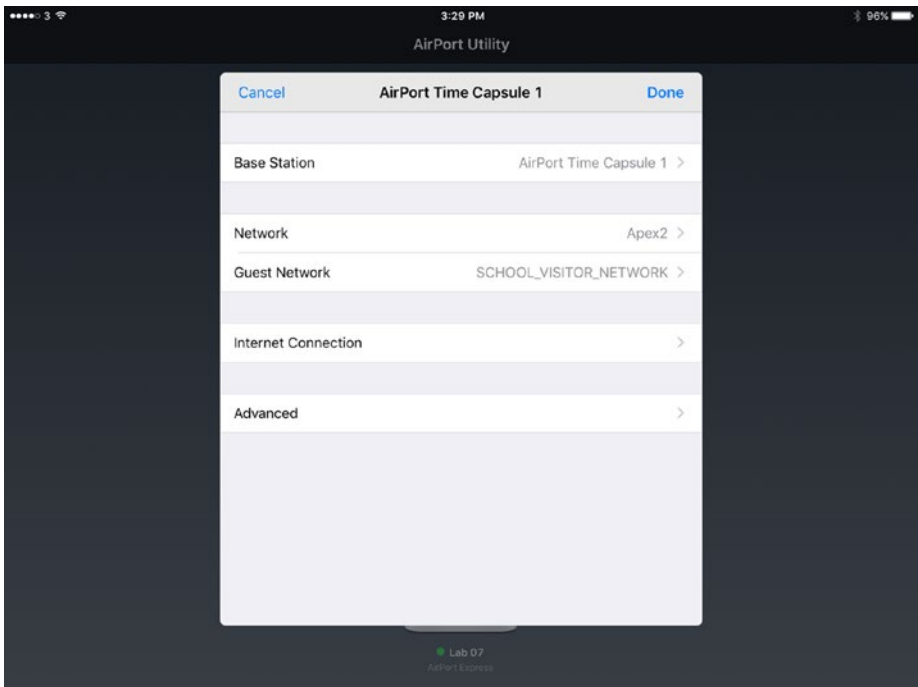 3 3:29 PM 96%
AirPort Utility
Cancel AirPort Time Capsule 1 Done
Base Station AirPort Time Capsule 1
Network Apex2
Guest Network SCHOOL_VISITOR_NETWORK
Internet Connection
Advanced
Lab 07
AirPort Express